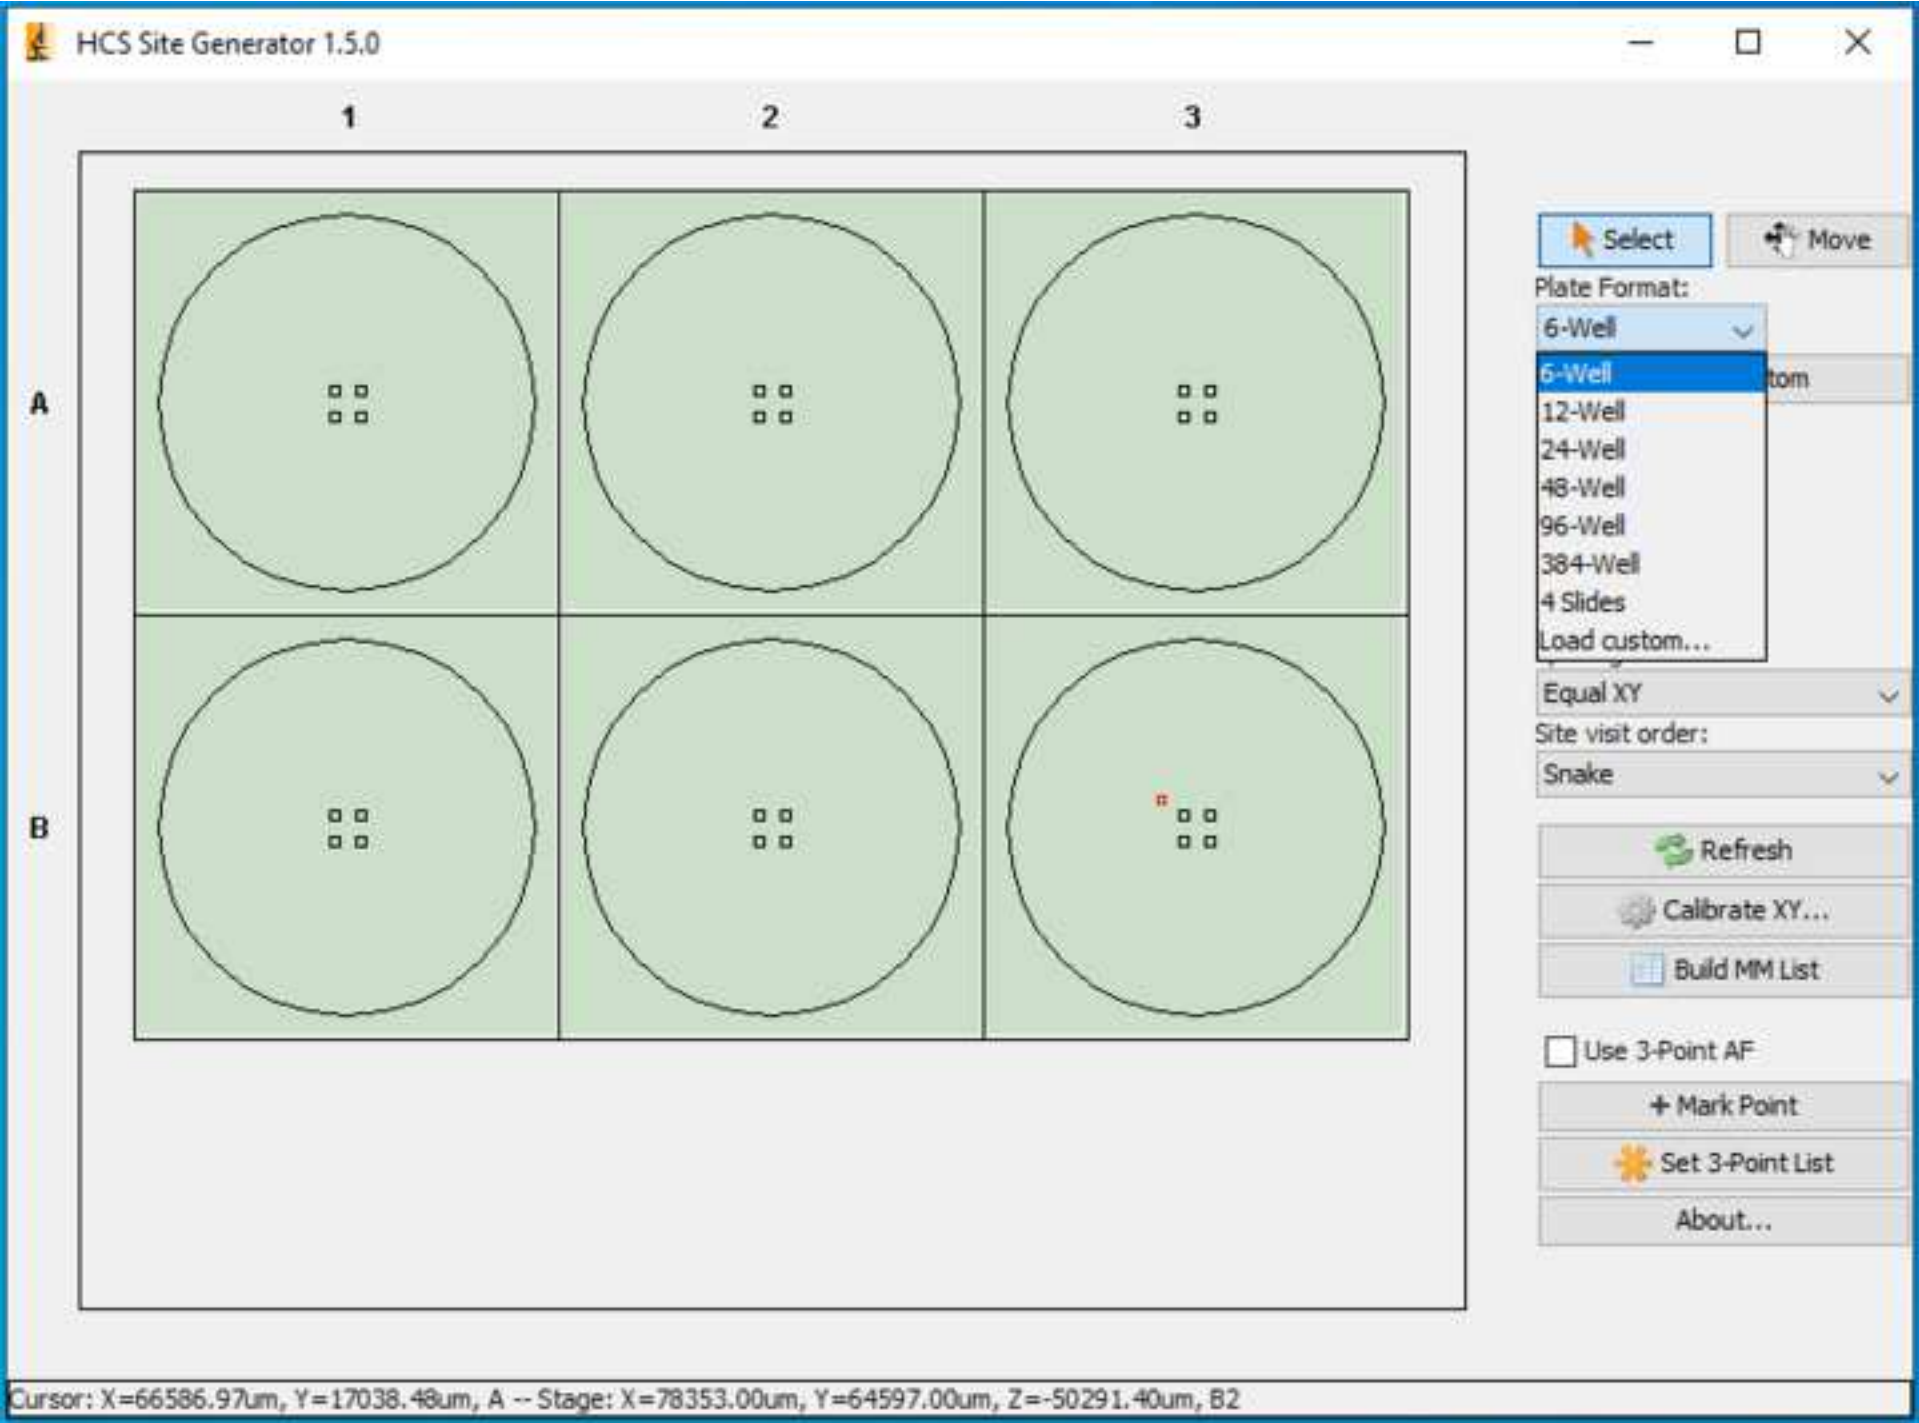 HCS Site Generator 1.5.0
1 2 3
A
B
Select Move
Plate Format:
6-Well
6-Well
tom
12-Well
24-Well
48-Well
96-Well
384-Well
4 Slides
Load custom...
Equal XY
Site visit order:
Snake
Refresh
Calibrate XY...
Build MM List
Use 3-Point AF
+ Mark Point
Set 3-Point List
About...
Cursor: X=66586.97um, Y=17038.48um, A -- Stage: X=78353.00um, Y=64597.00um, Z=-50291.40um, B2